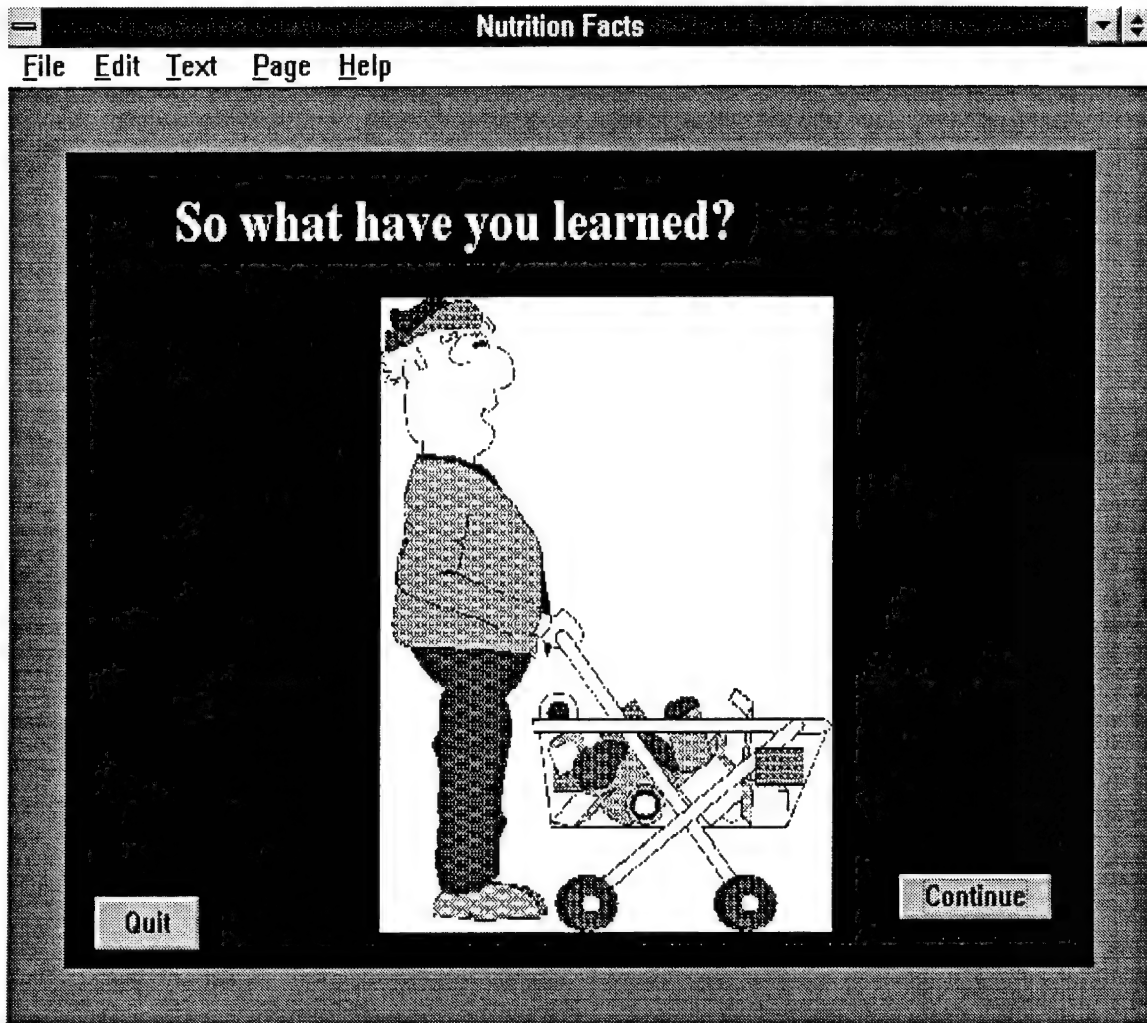 Nutrition Facts
File Edit Text Page Help
So what have you learned?
Quit
Continue